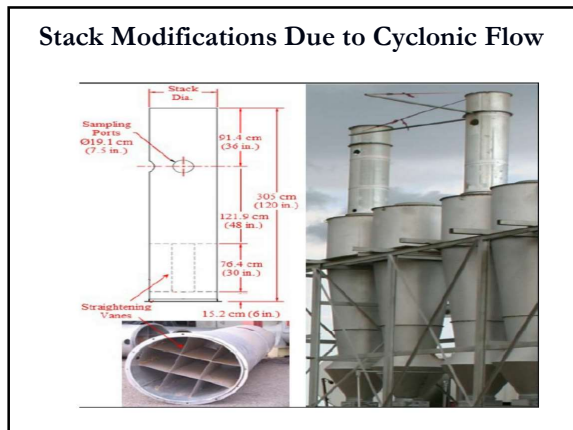 Stack Modifications Due to Cyclonic Flow
Stack
Dia.
Sampling
Ports
Ø19.1 cm
(7.5 in.)
91.4 cm
(36 in.)
305 cm
(120 in.)
121.9 cm
(48 in.)
76.4 cm
(30 in.)
Straightening
Vanes
15.2 cm (6 in.)